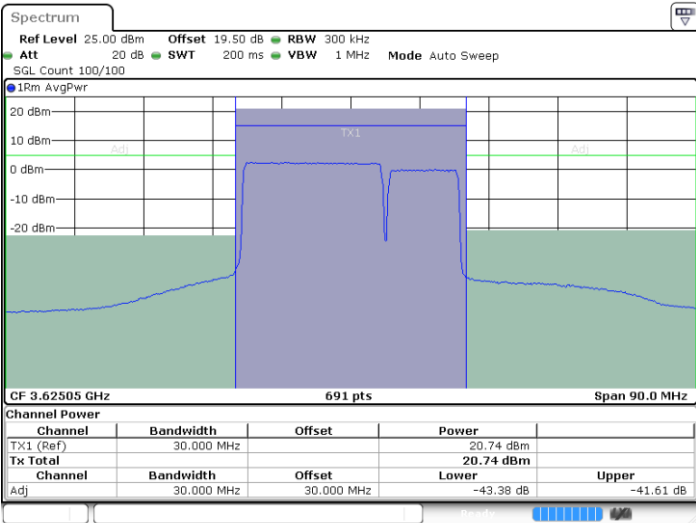 Spectrum
Ref Level 25.00 dBm Offset 19.50 dB RBW 300 kHz
Att 20 dB SWT 200 ms VBW 1 MHz Mode Auto Sweep
SGL Count 100/100
1Rm AvgPwr
20 dBm
TX1
10 dBm
Adj Adj
0 dBm
-10 dBm
-20 dBm
CF 3.62505 GHz 691 pts Span 90.0 MHz
Channel Power
Channel Bandwidth Offset Power
TX1 (Ref) 30.000 MHz 20.74 dBm
Tx Total 20.74 dBm
Channel Bandwidth Offset Lower Upper
Adj 30.000 MHz 30.000 MHz -43.38 dB -41.61 dB
Ready